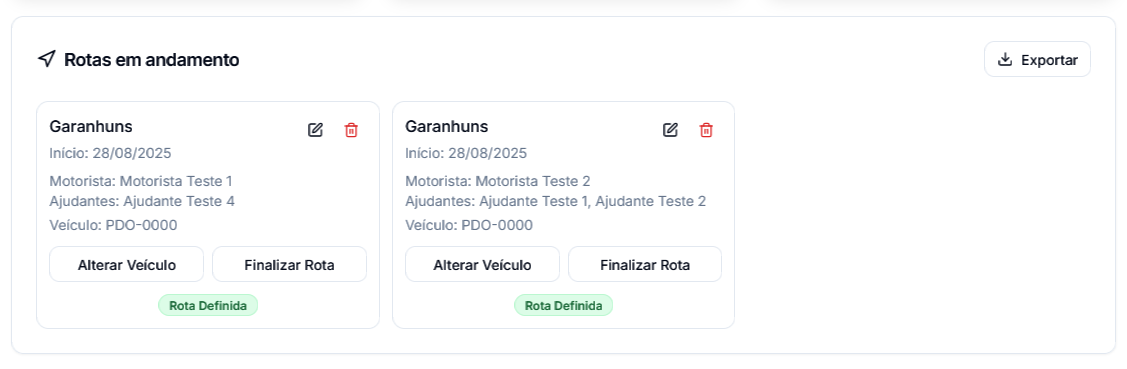 Rotas em andamento
Exportar
Garanhuns
Início: 28/08/2025
Motorista: Motorista Teste 1
Ajudantes: Ajudante Teste 4
Veículo: PDO-0000
Alterar Veículo
Finalizar Rota
Rota Definida
Garanhuns
Início: 28/08/2025
Motorista: Motorista Teste 2
Ajudantes: Ajudante Teste 1, Ajudante Teste 2
Veículo: PDO-0000
Alterar Veículo
Finalizar Rota
Rota Definida